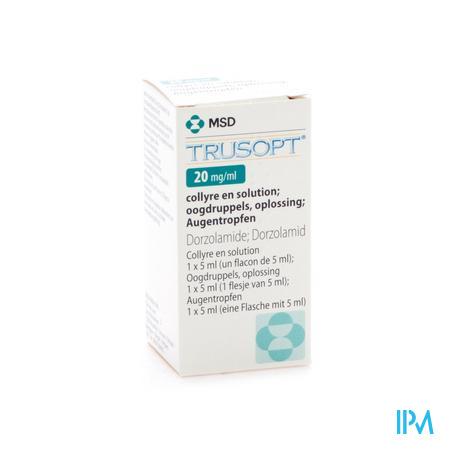 MSD
TRUSOPT®
20 mg/ml
collyre en solution;
oogdruppels, oplossing;
Augentropfen
Dorzolamide; Dorzolamid
Collyre en solution
1 x 5 ml (un flacon de 5 ml);
Oogdruppels, oplossing
1 x 5 ml (1 flesje van 5 ml);
Augentropfen
1 x 5 ml (eine Flasche mit 5 ml)
IPM